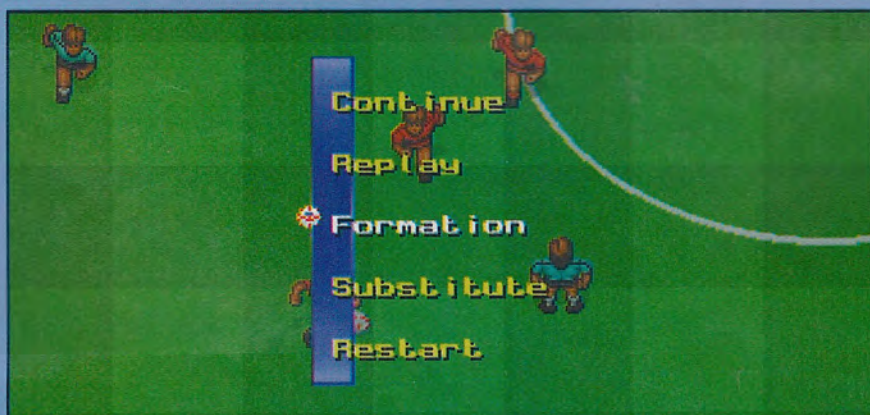 Continue
Replay
Formation
Substitute
Restart